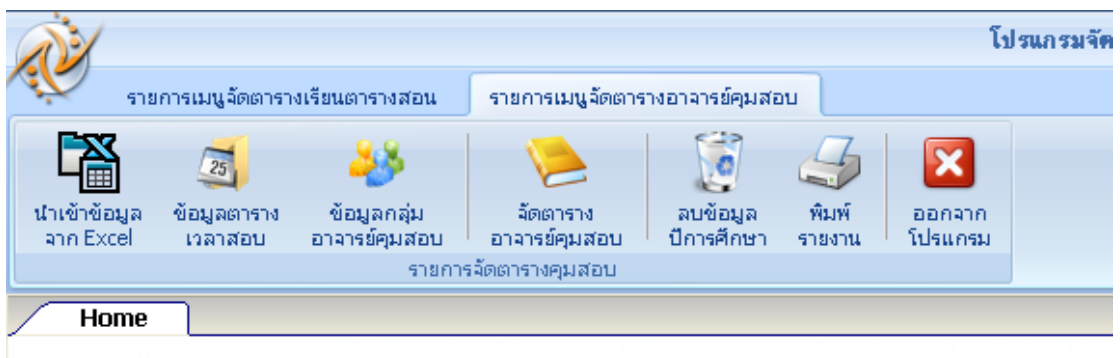 โปรแกรมจัด
รายการเมนูจัดตารางเรียนตารางสอน
รายการเมนูจัดตารางอาจารย์คุมสอบ
นำเข้าข้อมูล
จาก Excel
ข้อมูลตาราง
เวลาสอบ
ข้อมูลกลุ่ม
อาจารย์คุมสอบ
จัดตาราง
อาจารย์คุมสอบ
ลบข้อมูล
ปีการศึกษา
พิมพ์
รายงาน
ออกจาก
โปรแกรม
รายการจัดตารางคุมสอบ
Home